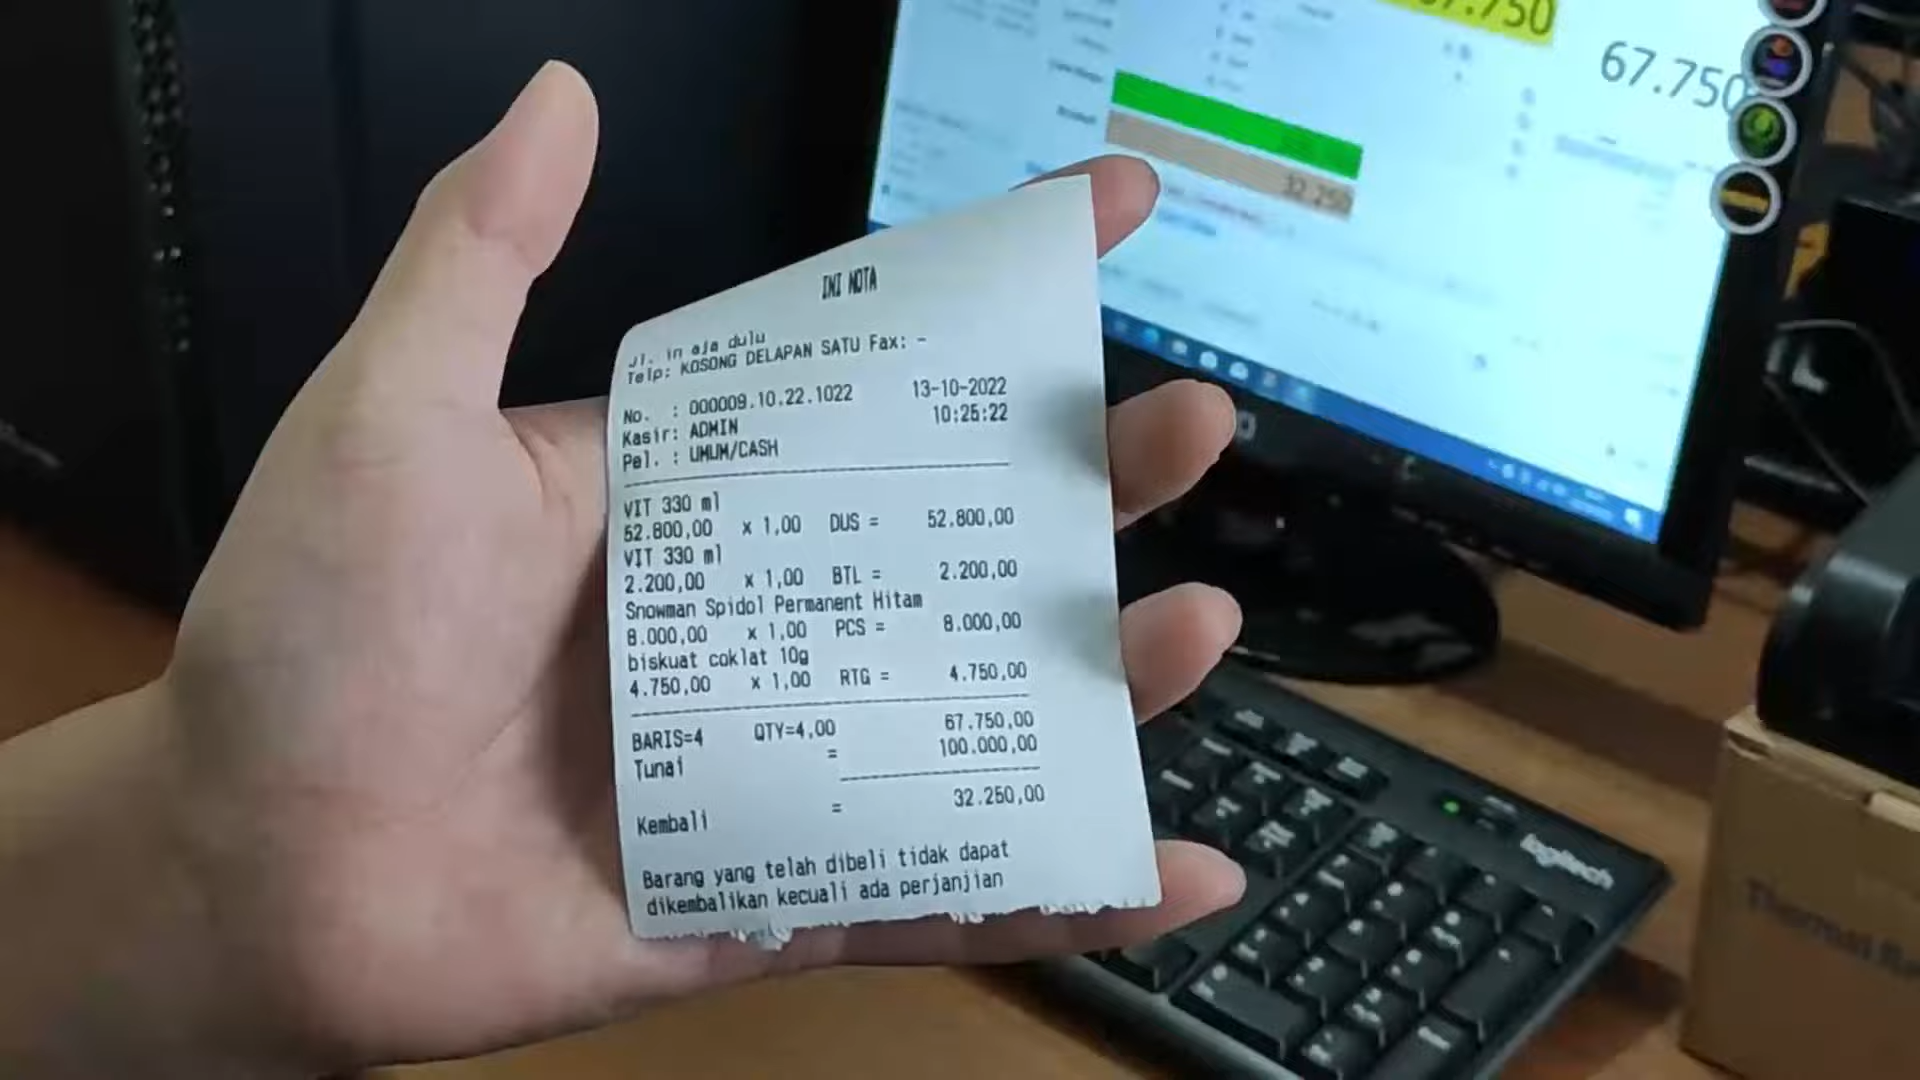 67.750
32.250
INI NOTA
Jl. in aja dulu
Telp: KOSONG DELAPAN SATU Fax: -
No. : 000009.10.22.1022 13-10-2022
Kasir: ADMIN 10:25:22
Pel. : UMUM/CASH
VIT 330 ml
52.800,00 x 1,00 DUS = 52.800,00
VIT 330 ml
2.200,00 x 1,00 BTL = 2.200,00
Snowman Spidol Permanent Hitam
8.000,00 x 1,00 PCS = 8.000,00
biskuat coklat 10g
4.750,00 x 1,00 RTG = 4.750,00
BARIS=4 QTY=4,00 67.750,00
Tunai = 100.000,00
Kembali = 32.250,00
Barang yang telah dibeli tidak dapat
dikembalikan kecuali ada perjanjian
logitech
Thermal